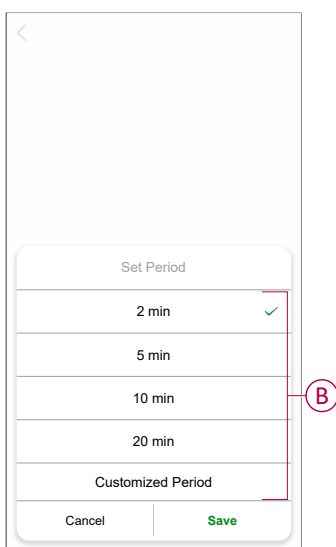 Set Period
2 min
5 min
10 min
20 min
Customized Period
Cancel Save
B